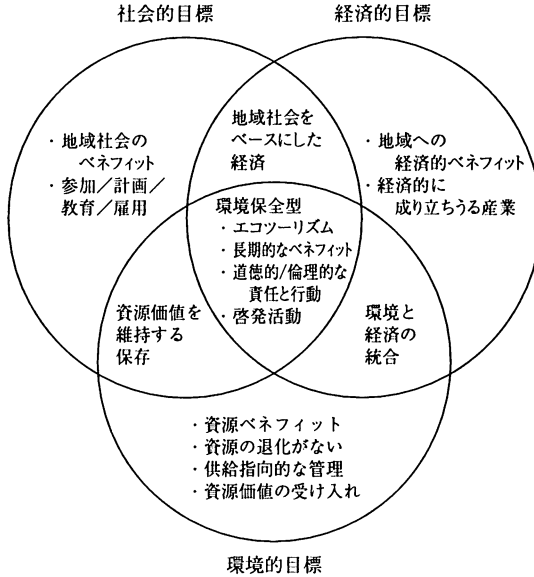 社会的目標
経済的目標
地域社会を
ベースにした
経済
・地域社会の
ベネフィット
・参加／計画／
教育／雇用
・地域への
経済的ベネフィット
・経済的に
成り立ちうる産業
環境保全型
・エコツーリズム
・長期的なベネフィット
・道徳的/倫理的な
責任と行動
・啓発活動
資源価値を
維持する
保存
環境と
経済の
統合
・資源ベネフィット
・資源の退化がない
・供給指向的な管理
・資源価値の受け入れ
環境的目標